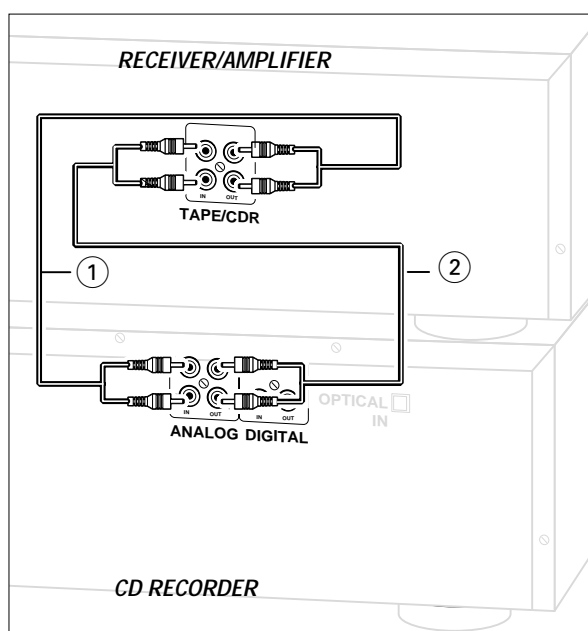 RECEIVER/AMPLIFIER
IN OUT
TAPE/CDR
1
2
IN OUT IN OUT
OPTICAL
IN
ANALOG DIGITAL
CD RECORDER